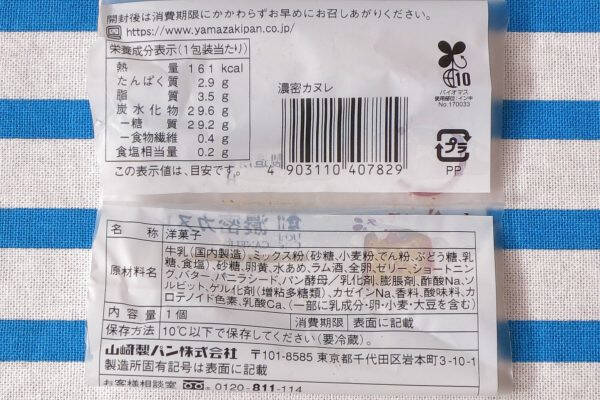 開封後は消費期限にかかわらずお早めにお召しあがりください。
https://www.yamazakipan.co.jp/
栄養成分表示(1包装当たり)
熱量 161 kcal
たんぱく質 2.9 g
脂質 3.5 g
炭水化物 29.6 g
－糖質 29.2 g
－食物繊維 0.4 g
食塩相当量 0.2 g
この表示値は、目安です。
濃密カヌレ
4 903110 407829
10
バイオマス
使用部位:インキ
No.170033
プラ
PP
名称 洋菓子
原材料名 牛乳(国内製造)、ミックス粉(砂糖、小麦粉、でん粉、ぶどう糖、乳
糖、食塩)、砂糖、卵黄、水あめ、ラム酒、全卵、ゼリー、ショートニン
グ、バター、バニラシード、パン酵母／乳化剤、膨脹剤、酢酸Na、ソ
ルビット、ゲル化剤(増粘多糖類)、カゼインNa、香料、酸味料、カ
ロテノイド色素、乳酸Ca、(一部に乳成分・卵・小麦・大豆を含む)
内容量 1個 消費期限 表面に記載
保存方法 10℃以下で保存してください(要冷蔵)。
山崎製パン株式会社 〒101-8585 東京都千代田区岩本町3-10-1
製造所固有記号は表面に記載
お客様相談室 0120-811-114